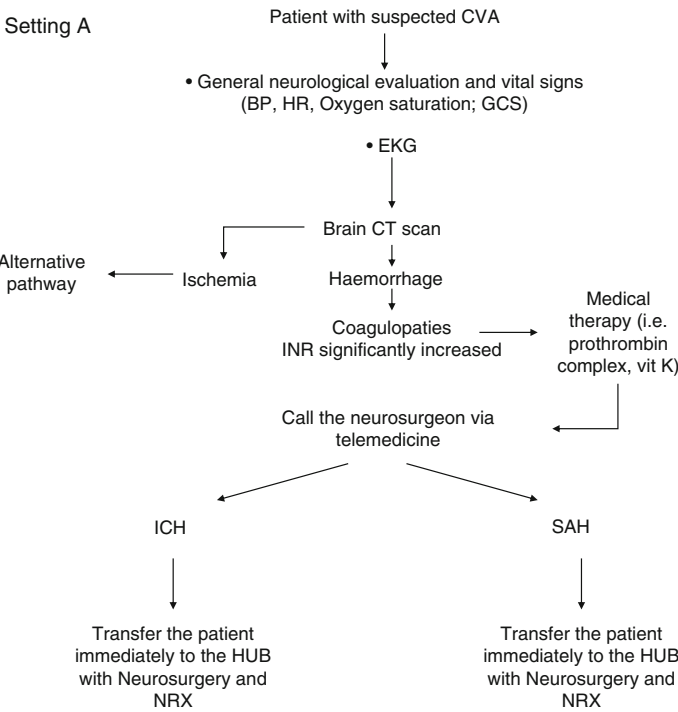 Setting A
Patient with suspected CVA
• General neurological evaluation and vital signs
(BP, HR, Oxygen saturation; GCS)
• EKG
Brain CT scan
Alternative
pathway
Ischemia
Haemorrhage
Coagulopaties
INR significantly increased
Medical
therapy (i.e.
prothrombin
complex, vit K)
Call the neurosurgeon via
telemedicine
ICH
SAH
Transfer the patient
immediately to the HUB
with Neurosurgery and
NRX
Transfer the patient
immediately to the HUB
with Neurosurgery and
NRX